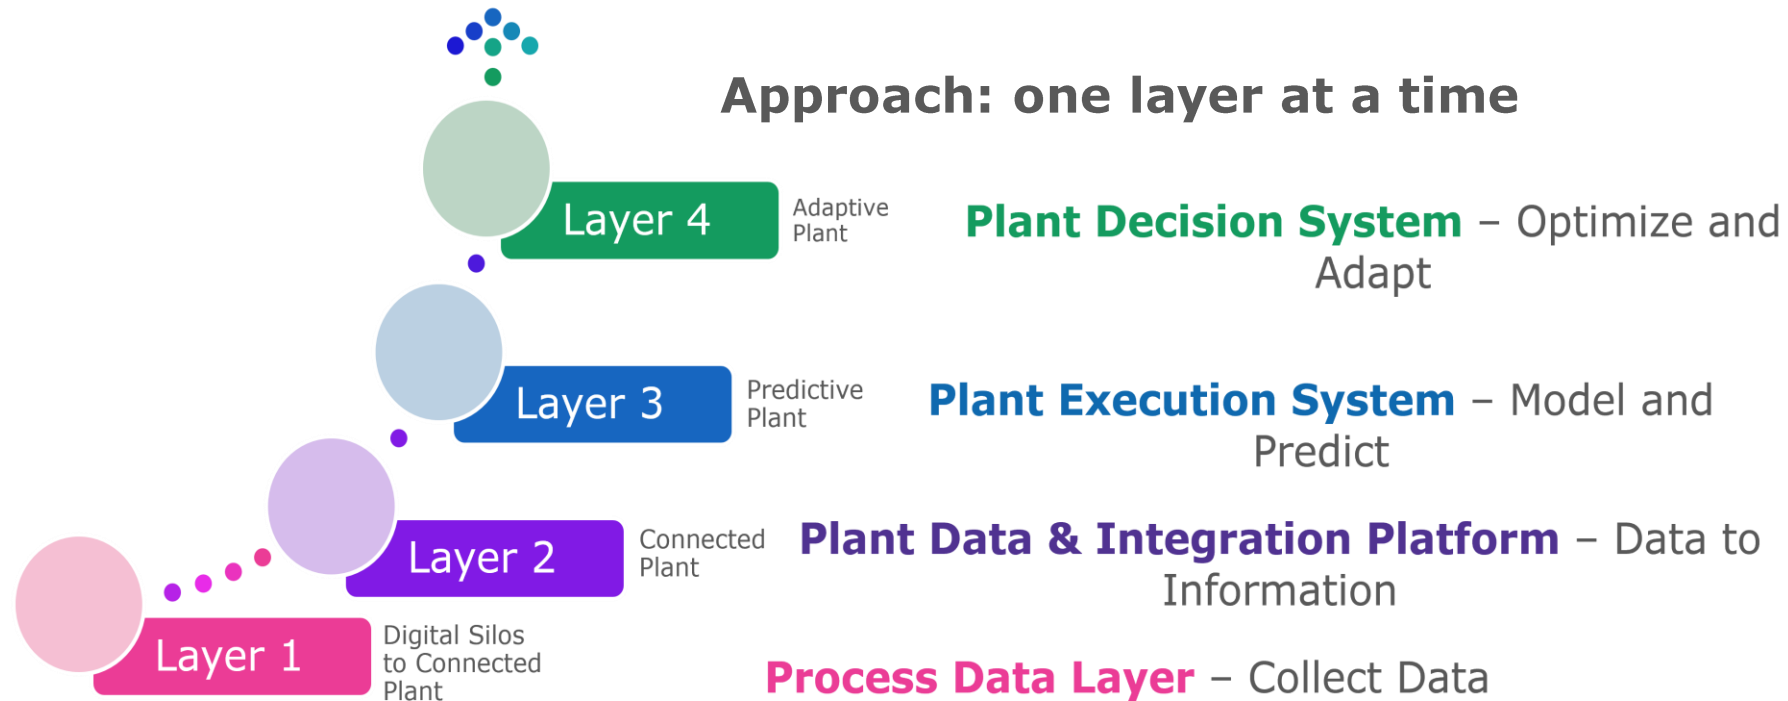 Approach: one layer at a time
Layer 4
Adaptive
Plant
Plant Decision System – Optimize and
Adapt
Layer 3
Predictive
Plant
Plant Execution System – Model and
Predict
Layer 2
Connected
Plant
Plant Data & Integration Platform – Data to
Information
Layer 1
Digital Silos
to Connected
Plant
Process Data Layer – Collect Data